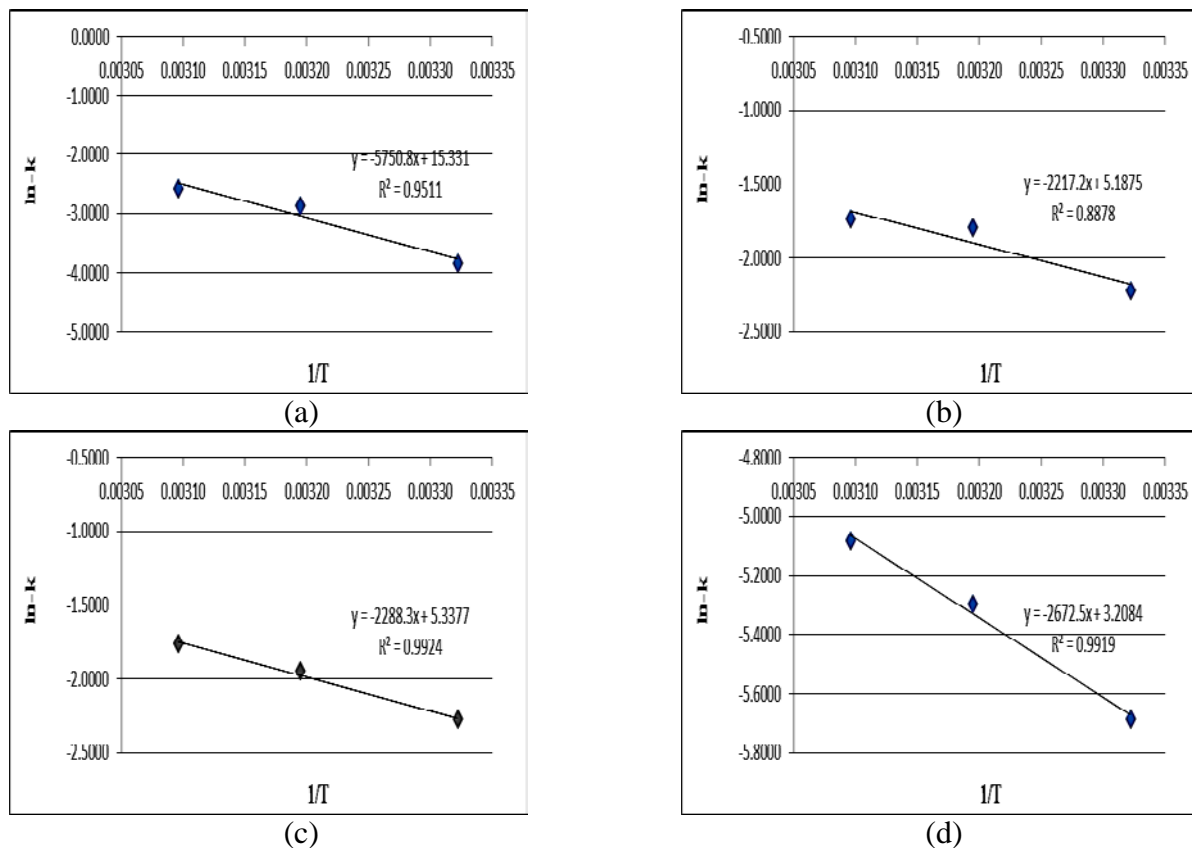 0.0000
0.00305 0.00310 0.00315 0.00320 0.00325 0.00330 0.00335
-1.0000
-2.0000
-3.0000
-4.0000
-5.0000
ln-k
y = -5750.8x + 15.331
R² = 0.9511
1/T
(a)
-0.5000
0.00305 0.00310 0.00315 0.00320 0.00325 0.00330 0.00335
-1.0000
-1.5000
-2.0000
-2.5000
ln-k
y = -2217.2x + 5.1875
R² = 0.8878
1/T
(b)
-0.5000
0.00305 0.00310 0.00315 0.00320 0.00325 0.00330 0.00335
-1.0000
-1.5000
-2.0000
-2.5000
ln-k
y = -2288.3x + 5.3377
R² = 0.9924
1/T
(c)
-4.8000
0.00305 0.00310 0.00315 0.00320 0.00325 0.00330 0.00335
-5.0000
-5.2000
-5.4000
-5.6000
-5.8000
ln-k
y = -2672.5x + 3.2084
R² = 0.9919
1/T
(d)